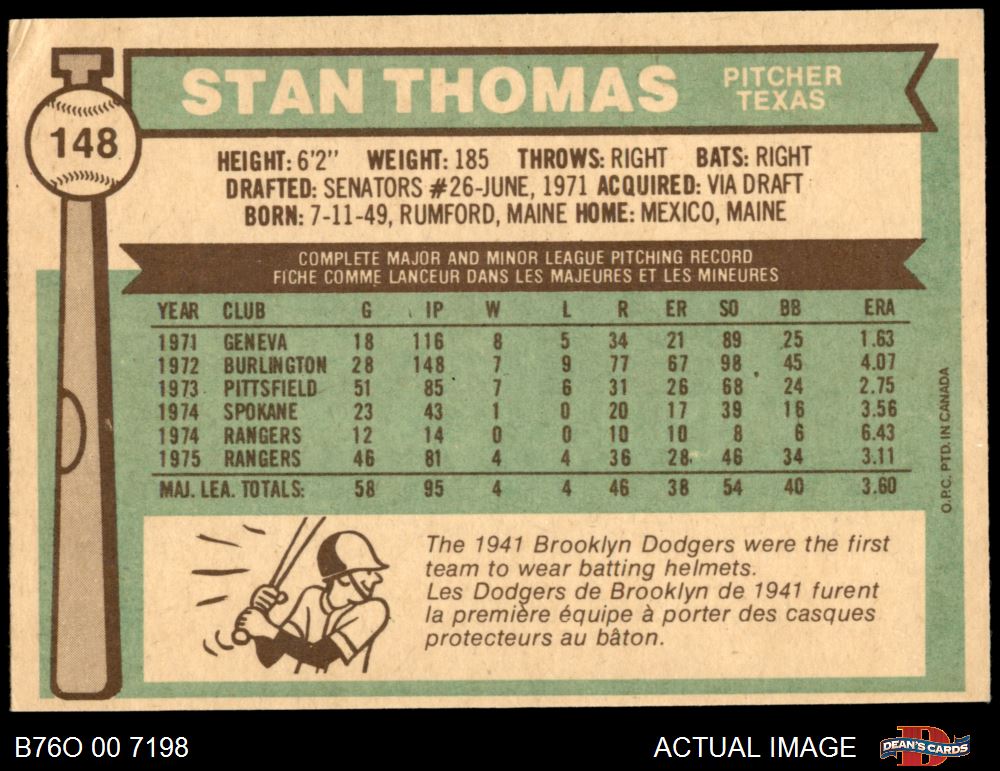 148
STAN THOMAS
PITCHER
TEXAS
HEIGHT: 6'2" WEIGHT: 185 THROWS: RIGHT BATS: RIGHT
DRAFTED: SENATORS #26-JUNE, 1971 ACQUIRED: VIA DRAFT
BORN: 7-11-49, RUMFORD, MAINE HOME: MEXICO, MAINE
COMPLETE MAJOR AND MINOR LEAGUE PITCHING RECORD
FICHE COMME LANCEUR DANS LES MAJEURES ET LES MINEURES
YEAR CLUB G IP W L R ER SO BB ERA
1971 GENEVA 18 116 8 5 34 21 89 25 1.63
1972 BURLINGTON 28 148 7 9 77 67 98 45 4.07
1973 PITTSFIELD 51 85 7 6 31 26 68 24 2.75
1974 SPOKANE 23 43 1 0 20 17 39 16 3.56
1974 RANGERS 12 14 0 0 10 10 8 6 6.43
1975 RANGERS 46 81 4 4 36 28 46 34 3.11
MAJ. LEA. TOTALS: 58 95 4 4 46 38 54 40 3.60
O.P.C. PTD. IN CANADA
The 1941 Brooklyn Dodgers were the first
team to wear batting helmets.
Les Dodgers de Brooklyn de 1941 furent
la première équipe à porter des casques
protecteurs au bâton.
B76O 00 7198
ACTUAL IMAGE
DEAN'S CARDS